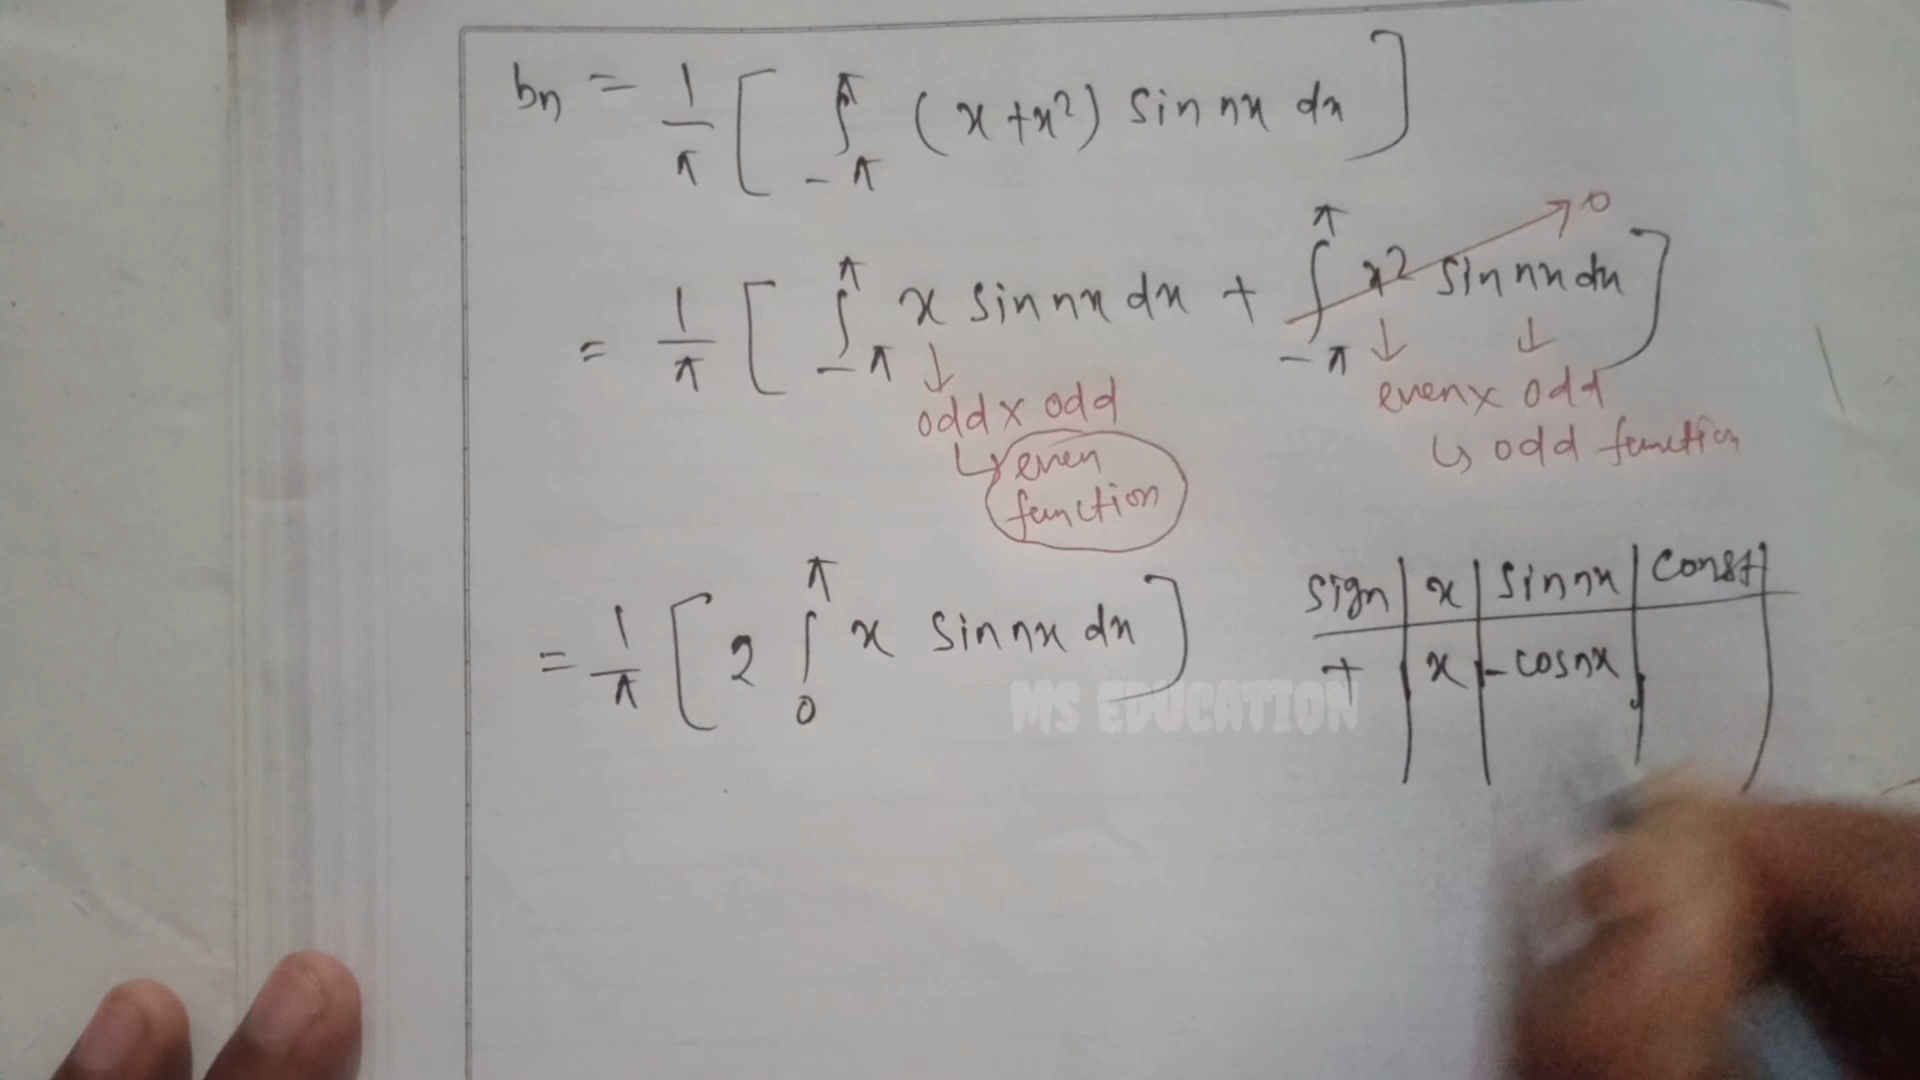 bn = 1/π [ ∫_{-π}^{π} (x+x²) sin nx dx ]
= 1/π [ ∫_{-π}^{π} x sin nx dx + ∫_{-π}^{π} x² sin nx dx ] → 0
↓ ↓ ↓
odd x odd even x odd
↳ even function ↳ odd function
= 1/π [ 2 ∫_{0}^{π} x sin nx dx ]
sign | x | sin nx | const
+ | x | - cos nx |
MS EDUCATION